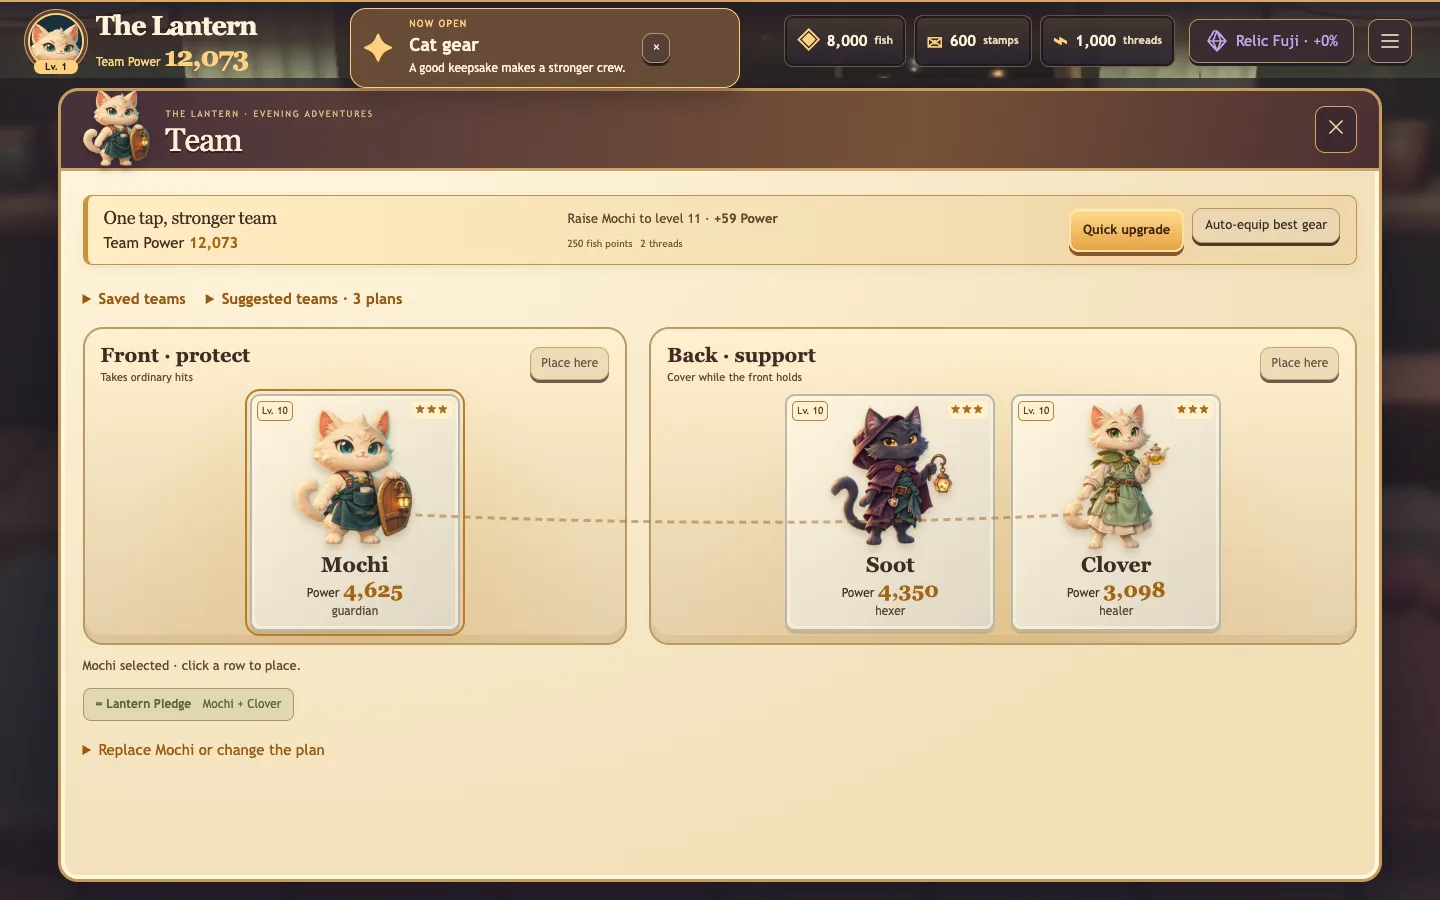 The Lantern
Team Power 12,073
Lv. 1
NOW OPEN
Cat gear
A good keepsake makes a stronger crew.
×
8,000 fish
600 stamps
1,000 threads
Relic Fuji · +0%
THE LANTERN · EVENING ADVENTURES
Team
One tap, stronger team
Team Power 12,073
Raise Mochi to level 11 · +59 Power
250 fish points 2 threads
Quick upgrade
Auto-equip best gear
Saved teams
Suggested teams · 3 plans
Front · protect
Takes ordinary hits
Place here
Lv. 10
Mochi
Power 4,625
guardian
Back · support
Cover while the front holds
Place here
Lv. 10
Soot
Power 4,350
hexer
Lv. 10
Clover
Power 3,098
healer
Mochi selected · click a row to place.
∞ Lantern Pledge Mochi + Clover
Replace Mochi or change the plan